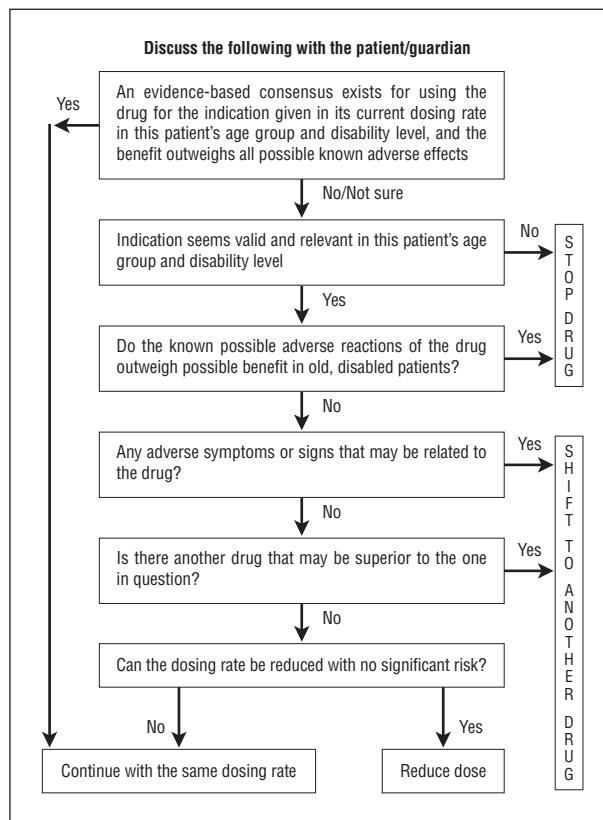 Discuss the following with the patient/guardian
An evidence-based consensus exists for using the
drug for the indication given in its current dosing rate
in this patient’s age group and disability level, and the
benefit outweighs all possible known adverse effects
Yes
No/Not sure
Indication seems valid and relevant in this patient’s age
group and disability level
No
Yes
Do the known possible adverse reactions of the drug
outweigh possible benefit in old, disabled patients?
Yes
STOP DRUG
No
Any adverse symptoms or signs that may be related to
the drug?
Yes
No
Is there another drug that may be superior to the one
in question?
Yes
SHIFT TO ANOTHER DRUG
No
Can the dosing rate be reduced with no significant risk?
No
Yes
Continue with the same dosing rate
Reduce dose